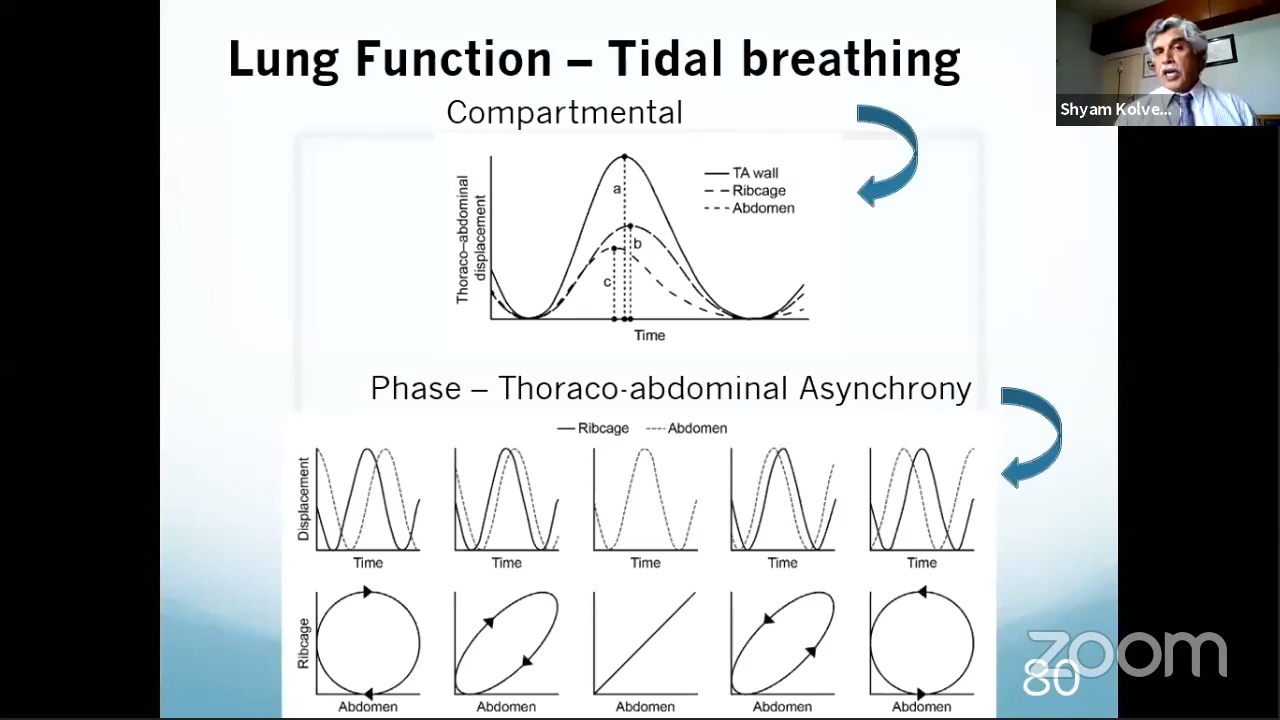 Lung Function – Tidal breathing
Shyam Kolve...
Compartmental
Thoraco–abdominal
displacement
a
b
c
TA wall
Ribcage
Abdomen
Time
Phase – Thoraco-abdominal Asynchrony
Ribcage Abdomen
Displacement
Time Time Time Time Time
Ribcage
Abdomen Abdomen Abdomen Abdomen Abdomen
zoom
80